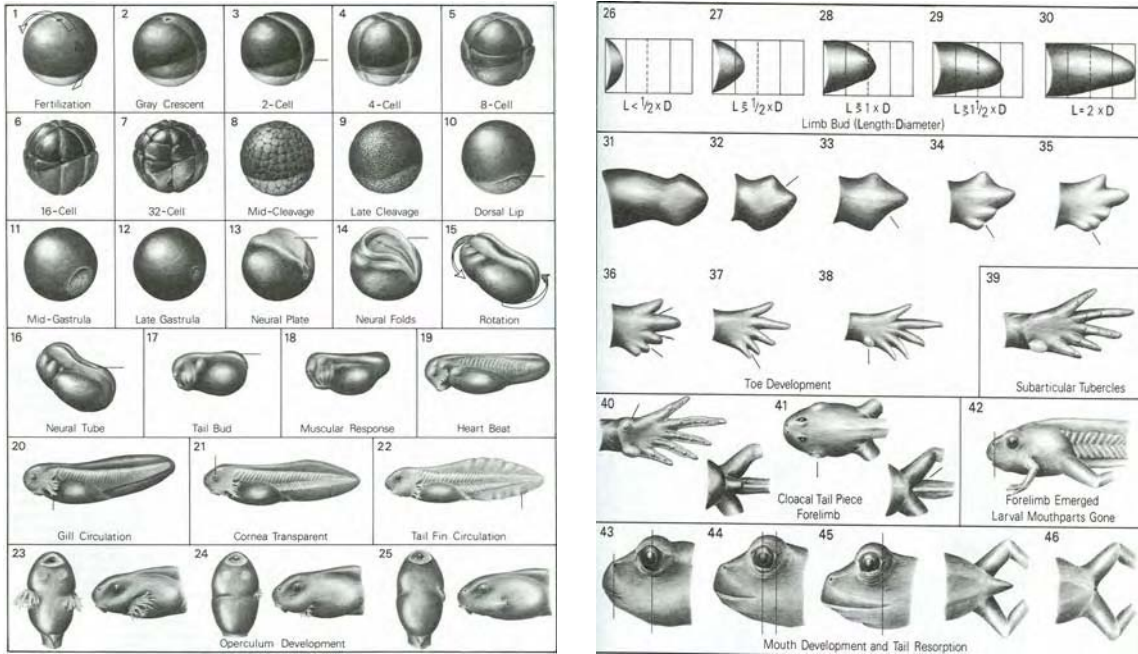 1 2 3 4 5
Fertilization Gray Crescent 2-Cell 4-Cell 8-Cell
6 7 8 9 10
16-Cell 32-Cell Mid-Cleavage Late Cleavage Dorsal Lip
11 12 13 14 15
Mid-Gastrula Late Gastrula Neural Plate Neural Folds Rotation
16 17 18 19
Neural Tube Tail Bud Muscular Response Heart Beat
20 21 22
Gill Circulation Cornea Transparent Tail Fin Circulation
23 24 25
Operculum Development
26 27 28 29 30
L < 1/2 x D L ξ 1/2 x D L ξ 1 x D L ξ 1 1/2 x D L = 2 x D
Limb Bud (Length:Diameter)
31 32 33 34 35
36 37 38 39
Toe Development Subarticular Tubercles
40 41 42
Cloacal Tail Piece
Forelimb
Forelimb Emerged
Larval Mouthparts Gone
43 44 45 46
Mouth Development and Tail Resorption